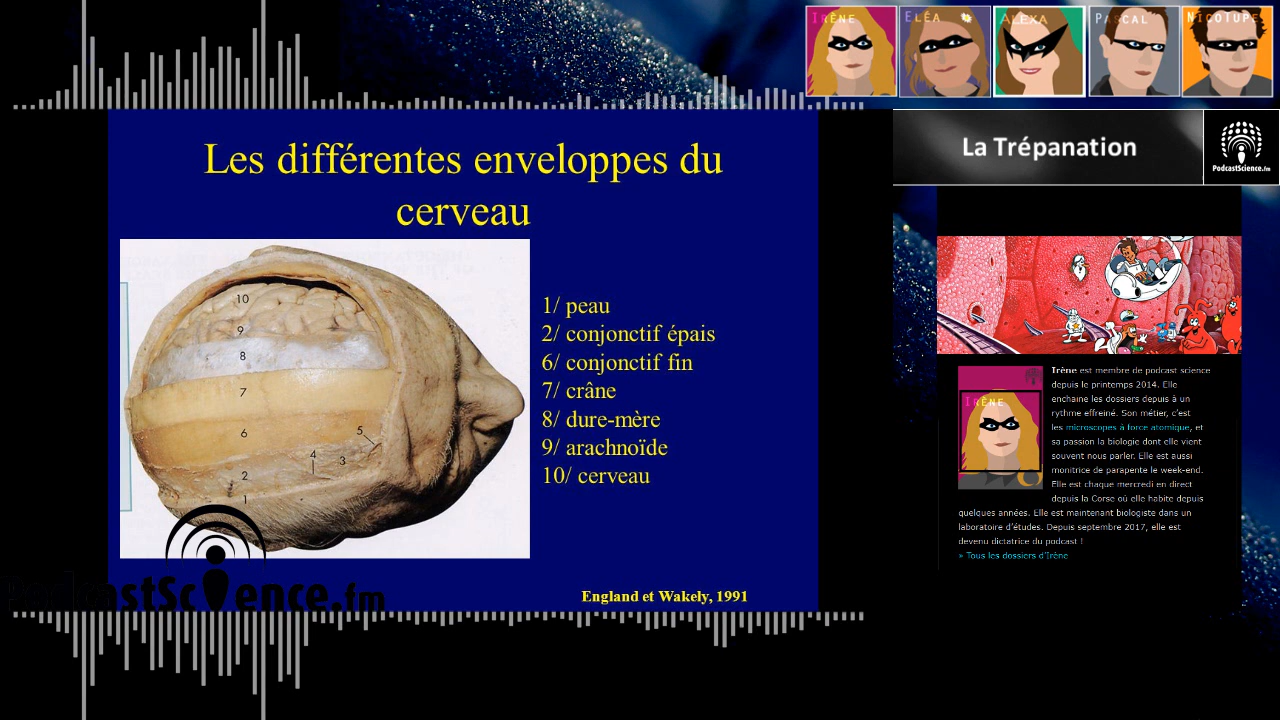 IRÈNE
ELÉA
ALEXA
PASCAL
NICOTUPE
La Trépanation
PodcastScience.fm
Les différentes enveloppes du
cerveau
10
9
8
7
6
5
4
3
2
1
1/ peau
2/ conjonctif épais
6/ conjonctif fin
7/ crâne
8/ dure-mère
9/ arachnoïde
10/ cerveau
England et Wakely, 1991
PodcastScience.fm
IRÈNE
Irène est membre de podcast science
depuis le printemps 2014. Elle
enchaine les dossiers depuis à un
rythme effreiné. Son métier, c'est
les microscopes à force atomique, et
sa passion la biologie dont elle vient
souvent nous parler. Elle est aussi
monitrice de parapente le week-end.
Elle est chaque mercredi en direct
depuis la Corse où elle habite depuis
quelques années. Elle est maintenant biologiste dans un
laboratoire d'études. Depuis septembre 2017, elle est
devenu dictatrice du podcast !
» Tous les dossiers d'Irène